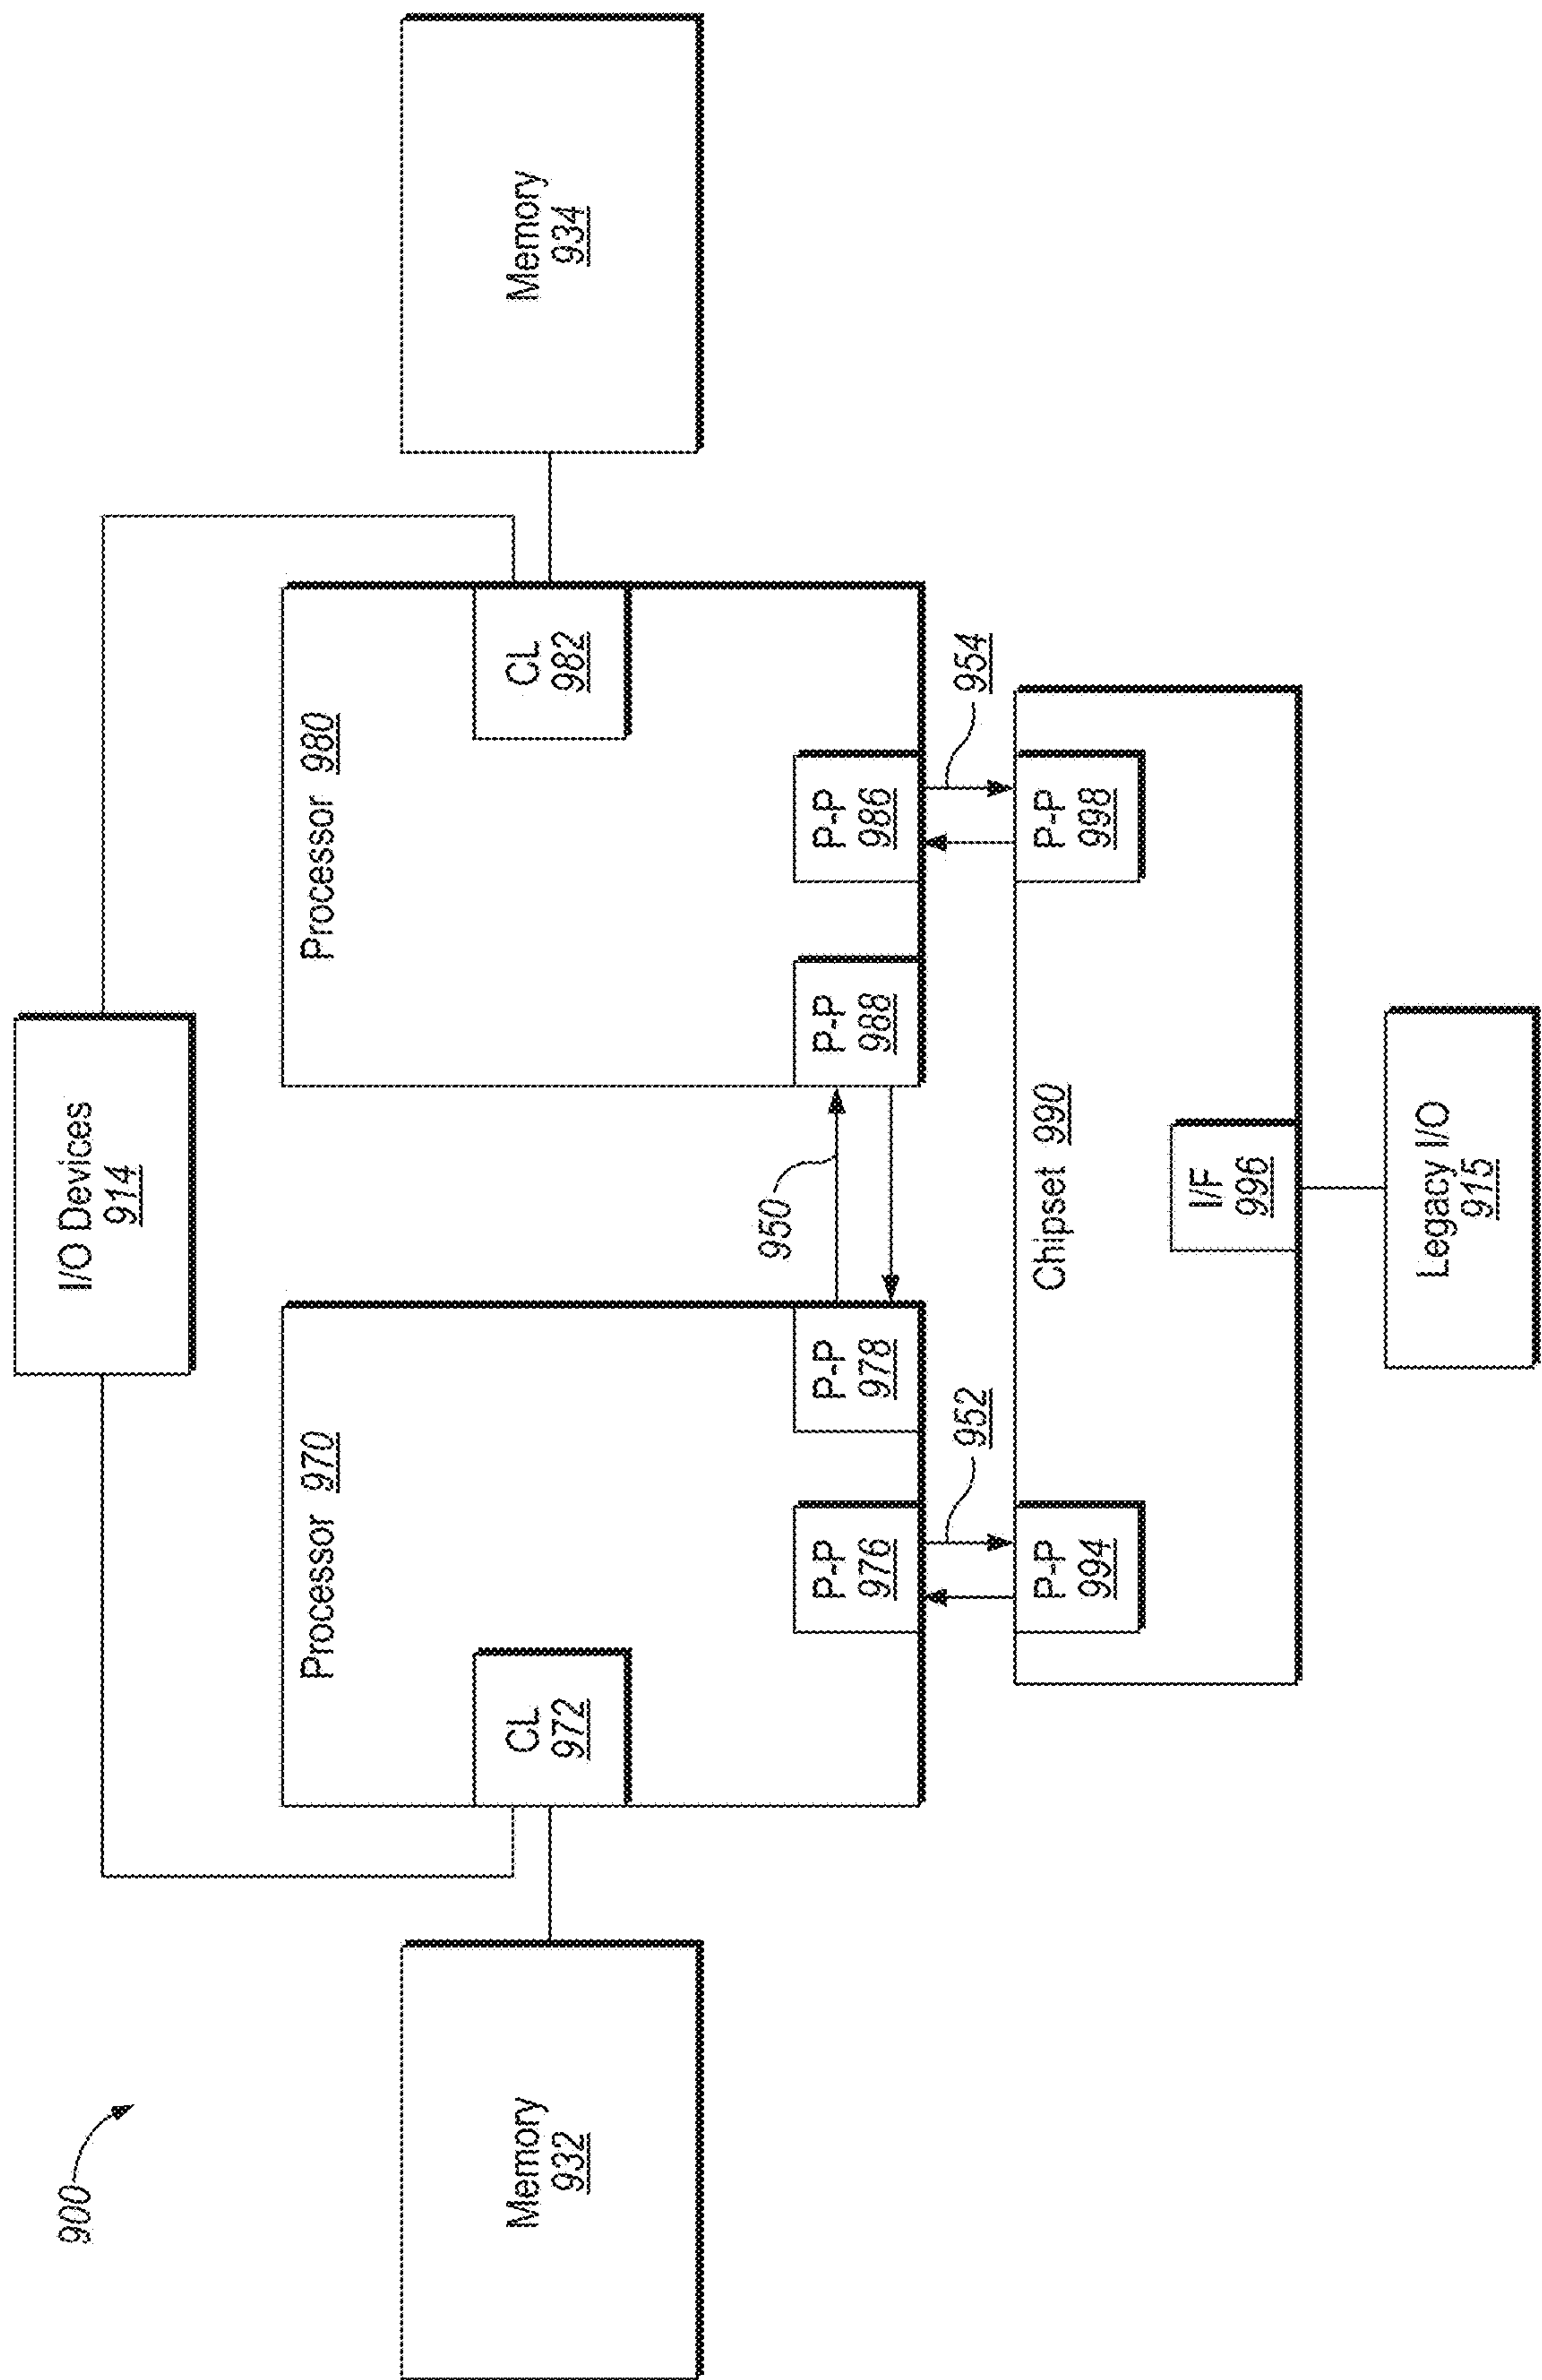 900
I/O Devices
914
Processor 970
Processor 980
Memory
932
CL
972
CL
982
Memory
934
950
P-P
976
P-P
978
P-P
988
P-P
986
952
954
P-P
994
Chipset 990
P-P
998
I/F
996
Legacy I/O
915